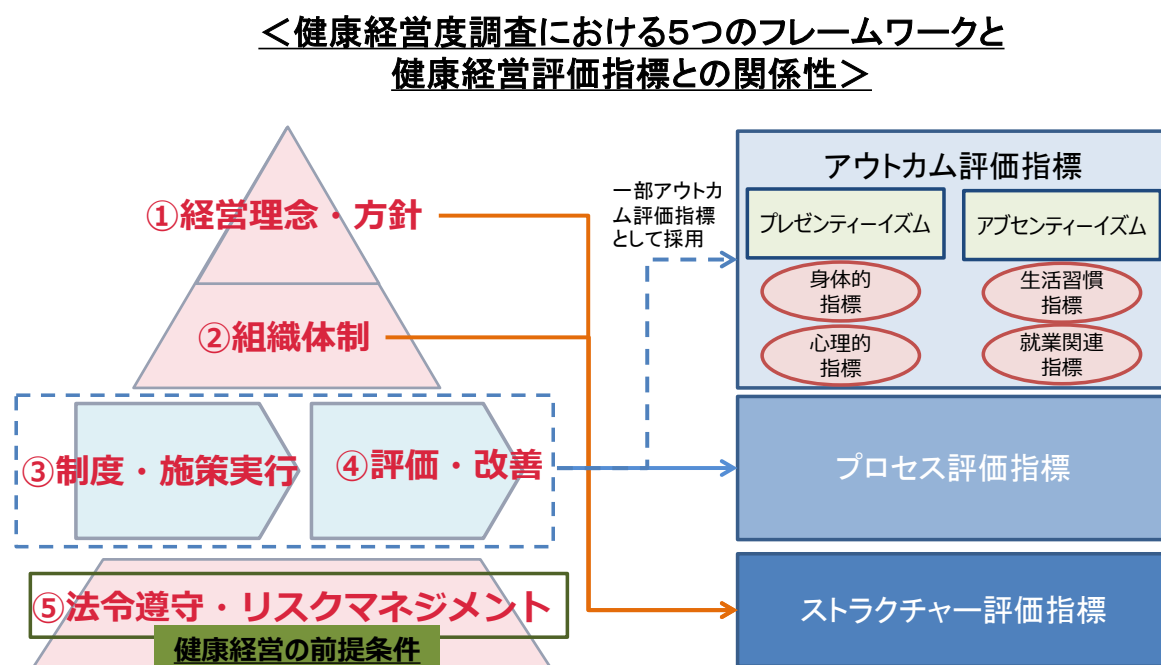 ＜健康経営度調査における5つのフレームワークと
健康経営評価指標との関係性＞
①経営理念・方針
②組織体制
③制度・施策実行
④評価・改善
⑤法令遵守・リスクマネジメント
健康経営の前提条件
一部アウトカ
ム評価指標
として採用
アウトカム評価指標
プレゼンティーイズム
アブセンティーイズム
身体的
指標
生活習慣
指標
心理的
指標
就業関連
指標
プロセス評価指標
ストラクチャー評価指標